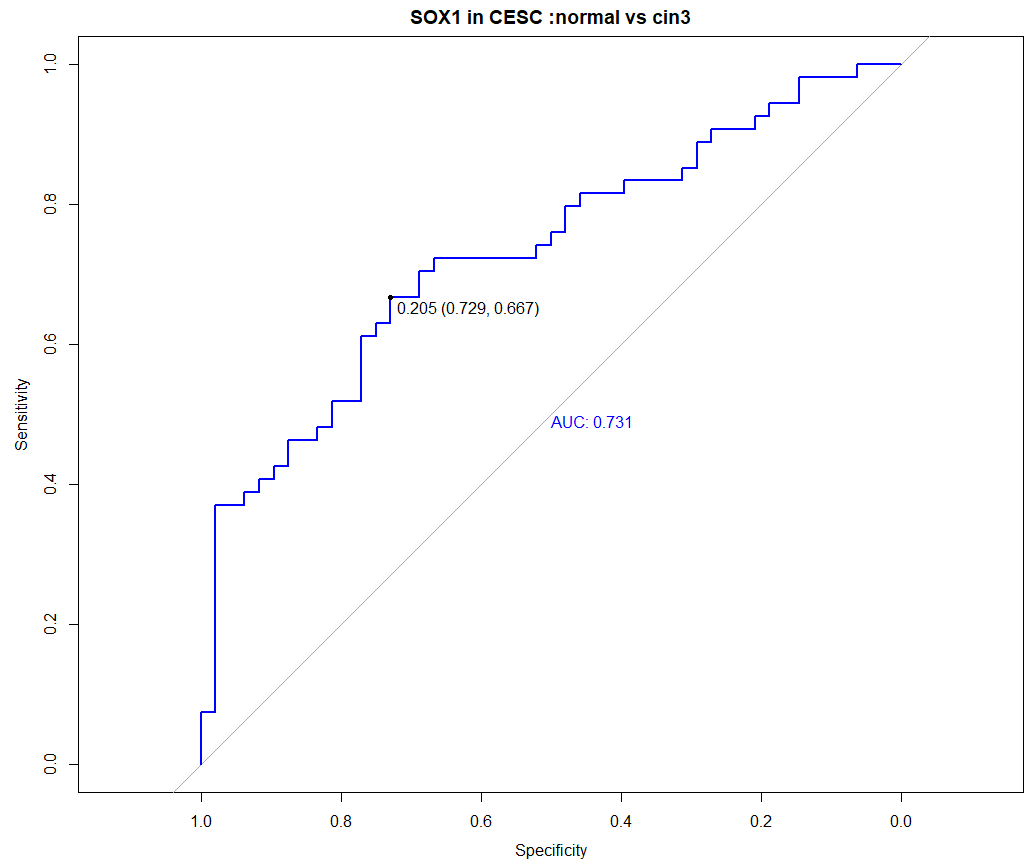 SOX1 in CESC :normal vs cin3
Sensitivity
1.0
0.8
0.6
0.4
0.2
0.0
0.205 (0.729, 0.667)
AUC: 0.731
1.0 0.8 0.6 0.4 0.2 0.0
Specificity